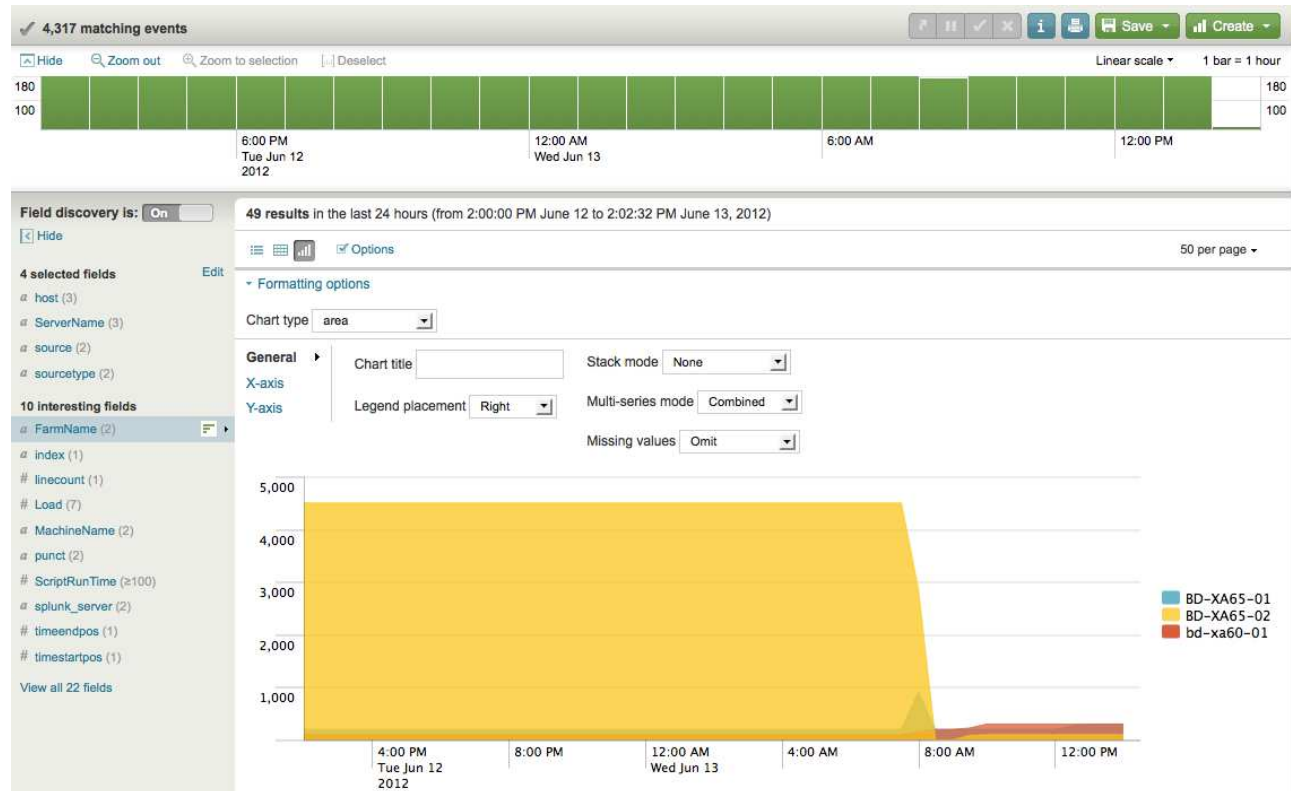 4,317 matching events
i
Save
Create
Hide
Zoom out
Zoom to selection
Deselect
Linear scale
1 bar = 1 hour
180
180
100
100
6:00 PM
Tue Jun 12
2012
12:00 AM
Wed Jun 13
6:00 AM
12:00 PM
Field discovery is: On
Hide
4 selected fields
Edit
a host (3)
a ServerName (3)
a source (2)
a sourcetype (2)
10 interesting fields
a FarmName (2)
a index (1)
# linecount (1)
# Load (7)
a MachineName (2)
a punct (2)
# ScriptRunTime (≥100)
a splunk_server (2)
# timeendpos (1)
# timestartpos (1)
View all 22 fields
49 results in the last 24 hours (from 2:00:00 PM June 12 to 2:02:32 PM June 13, 2012)
Options
50 per page
Formatting options
Chart type area
General
X-axis
Y-axis
Chart title
Legend placement Right
Stack mode None
Multi-series mode Combined
Missing values Omit
5,000
4,000
3,000
2,000
1,000
4:00 PM
Tue Jun 12
2012
8:00 PM
12:00 AM
Wed Jun 13
4:00 AM
8:00 AM
12:00 PM
BD-XA65-01
BD-XA65-02
bd-xa60-01